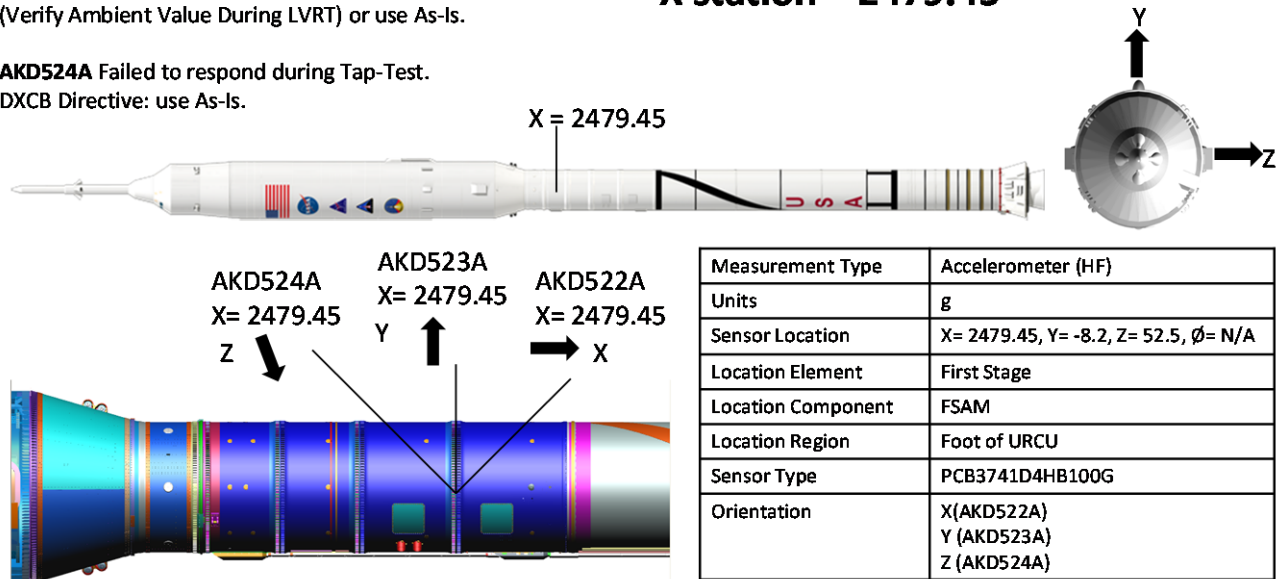 (Verify Ambient Value During LVRT) or use As-Is.
AKD524A Failed to respond during Tap-Test.
DXCB Directive: use As-Is.
X = 2479.45
Y
Z
USA
AKD524A
X= 2479.45
Z
AKD523A
X= 2479.45
Y
AKD522A
X= 2479.45
X
Measurement Type Accelerometer (HF)
Units g
Sensor Location X= 2479.45, Y= -8.2, Z= 52.5, Ø= N/A
Location Element First Stage
Location Component FSAM
Location Region Foot of URCU
Sensor Type PCB3741D4HB100G
Orientation X(AKD522A)
Y (AKD523A)
Z (AKD524A)